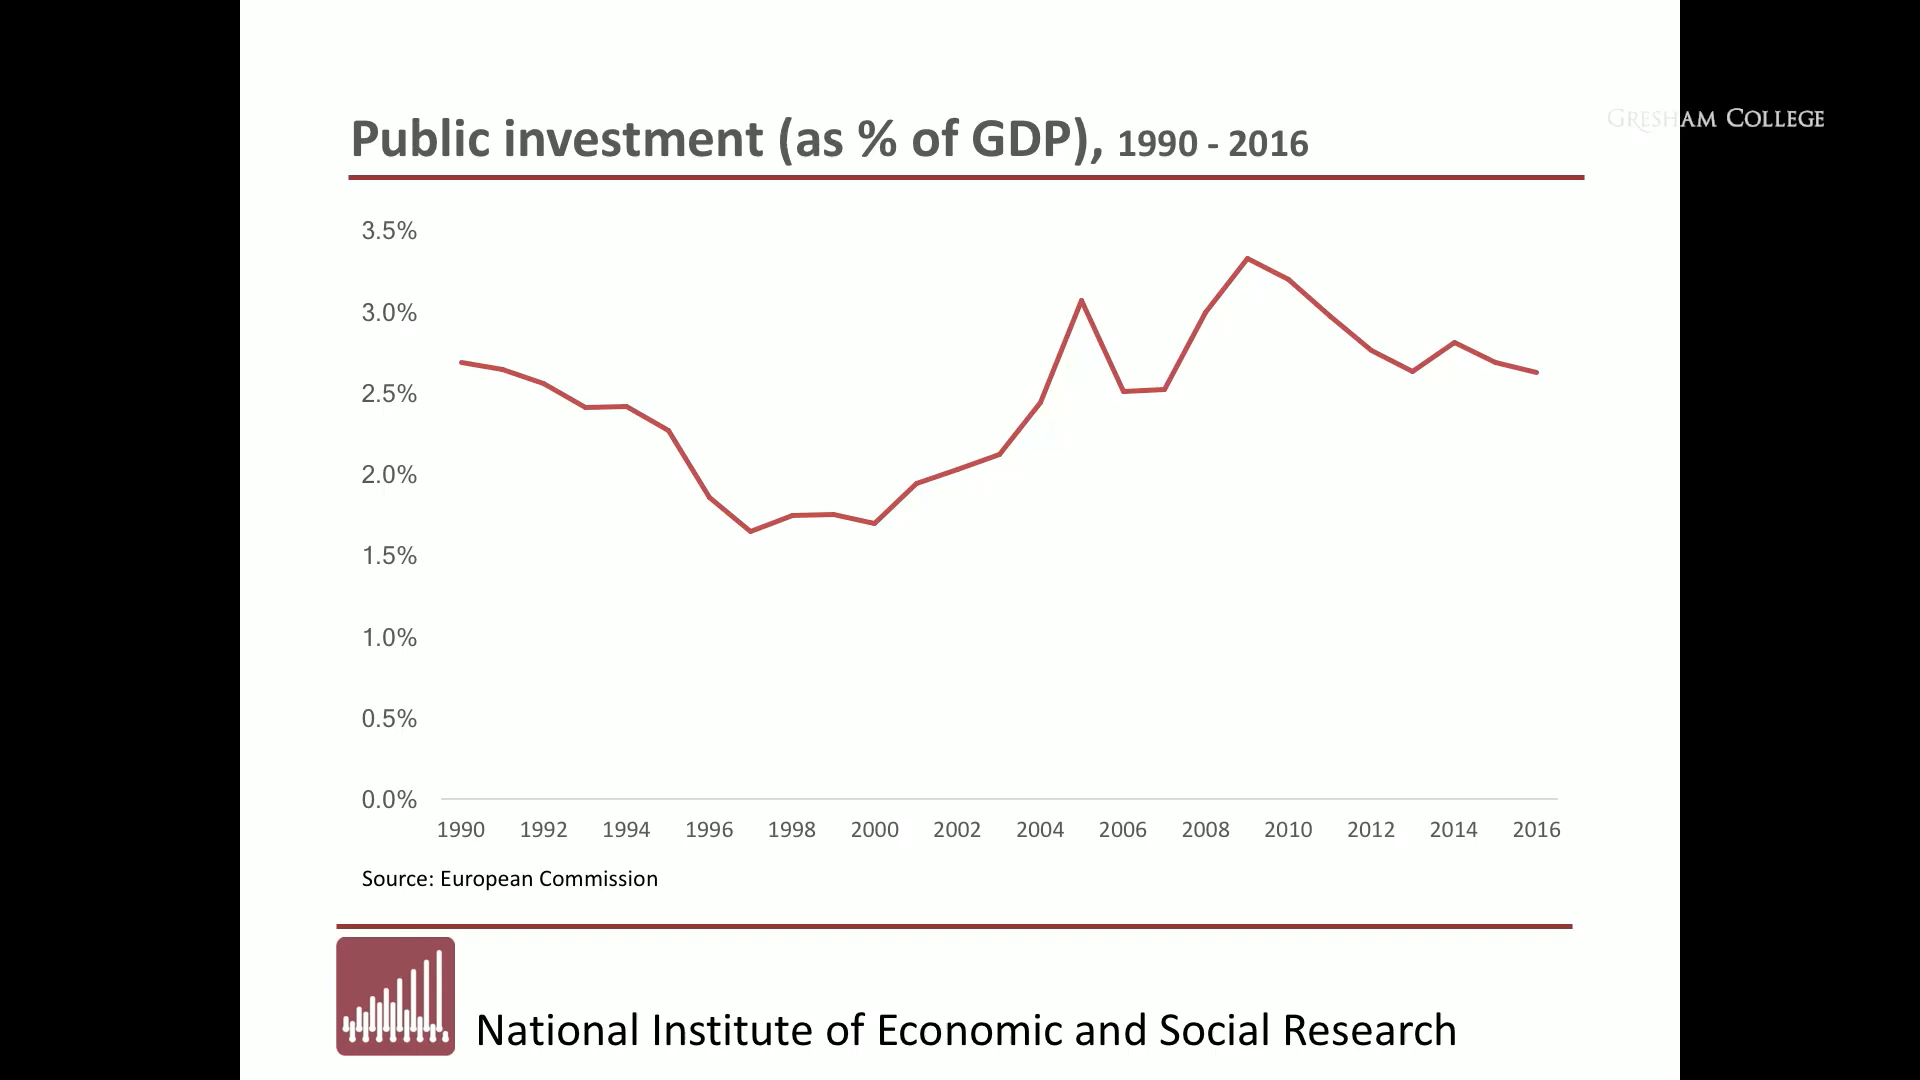 GRESHAM COLLEGE
Public investment (as % of GDP), 1990 - 2016
3.5%
3.0%
2.5%
2.0%
1.5%
1.0%
0.5%
0.0%
1990 1992 1994 1996 1998 2000 2002 2004 2006 2008 2010 2012 2014 2016
Source: European Commission
National Institute of Economic and Social Research